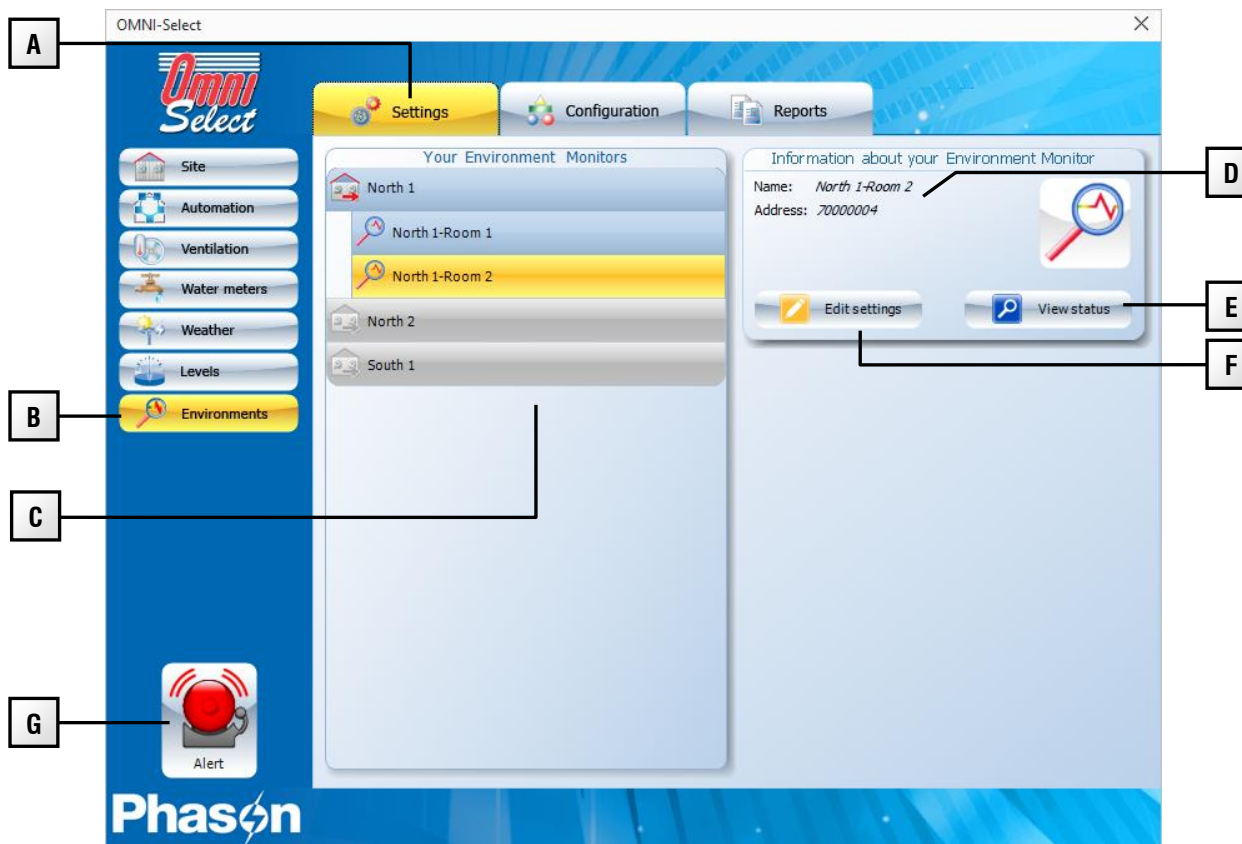 OMNI-Select
A
Omni
Select
Settings
Configuration
Reports
Site
Automation
Ventilation
Water meters
Weather
Levels
Environments
B
C
Your Environment Monitors
North 1
North 1-Room 1
North 1-Room 2
North 2
South 1
Information about your Environment Monitor
Name: North 1-Room 2
Address: 70000004
Edit settings
View status
D
E
F
G
Alert
Phason